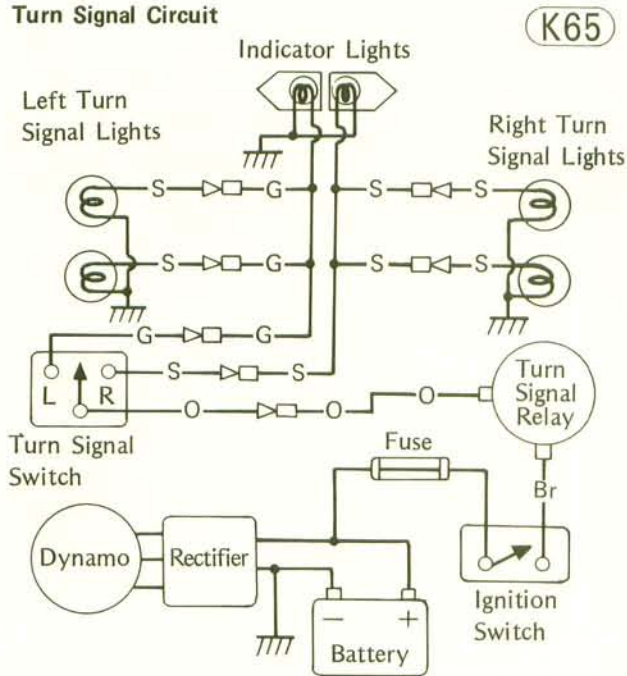 Turn Signal Circuit
K65
Indicator Lights
Left Turn
Signal Lights
Right Turn
Signal Lights
S G S S
S G S S
G G
L R S S
O O O
Turn
Signal
Relay
Turn Signal
Switch
Fuse
Br
Dynamo
Rectifier
Ignition
Switch
− +
Battery